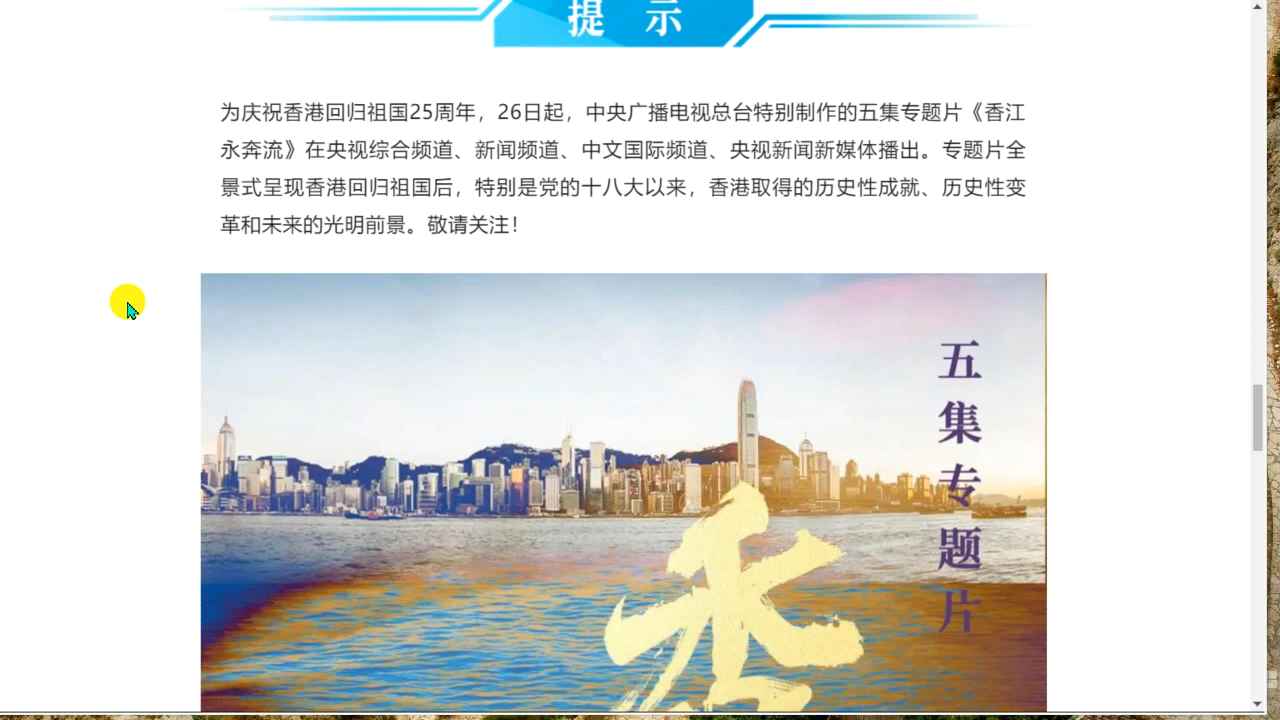 提 示
为庆祝香港回归祖国25周年，26日起，中央广播电视总台特别制作的五集专题片《香江
永奔流》在央视综合频道、新闻频道、中文国际频道、央视新闻新媒体播出。专题片全
景式呈现香港回归祖国后，特别是党的十八大以来，香港取得的历史性成就、历史性变
革和未来的光明前景。敬请关注！
五集专题片
永